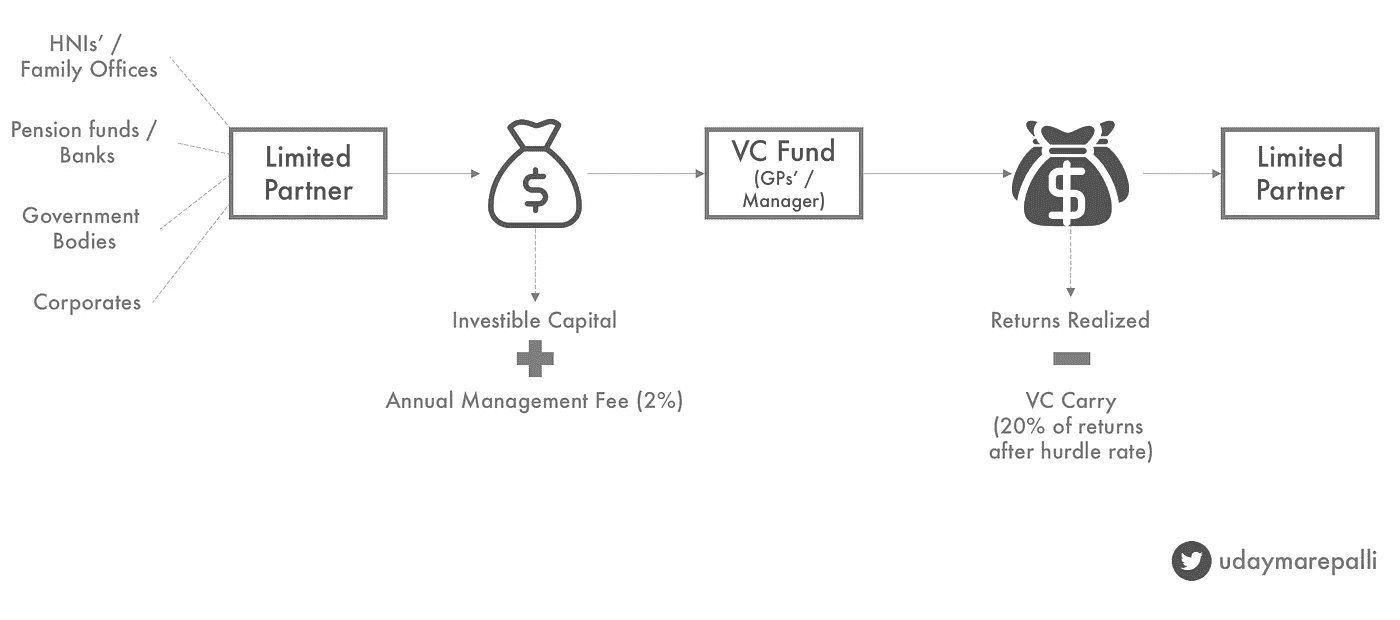 HNIs' /
Family Offices
Pension funds /
Banks
Government
Bodies
Corporates
Limited
Partner
$
Investible Capital
Annual Management Fee (2%)
VC Fund
(GPs' /
Manager)
$
Returns Realized
VC Carry
(20% of returns
after hurdle rate)
Limited
Partner
udaymarepalli